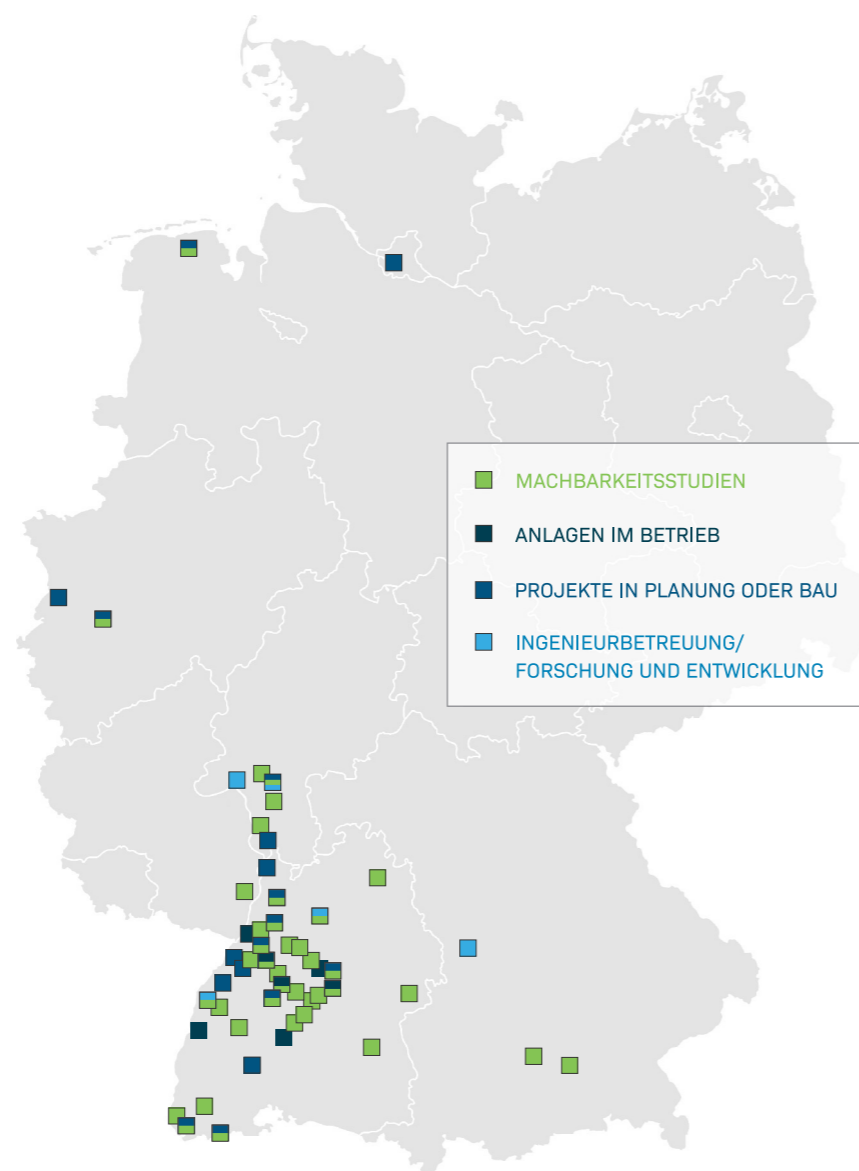 MACHBARKEITSSTUDIEN
ANLAGEN IM BETRIEB
PROJEKTE IN PLANUNG ODER BAU
INGENIEURBETREUUNG/
FORSCHUNG UND ENTWICKLUNG